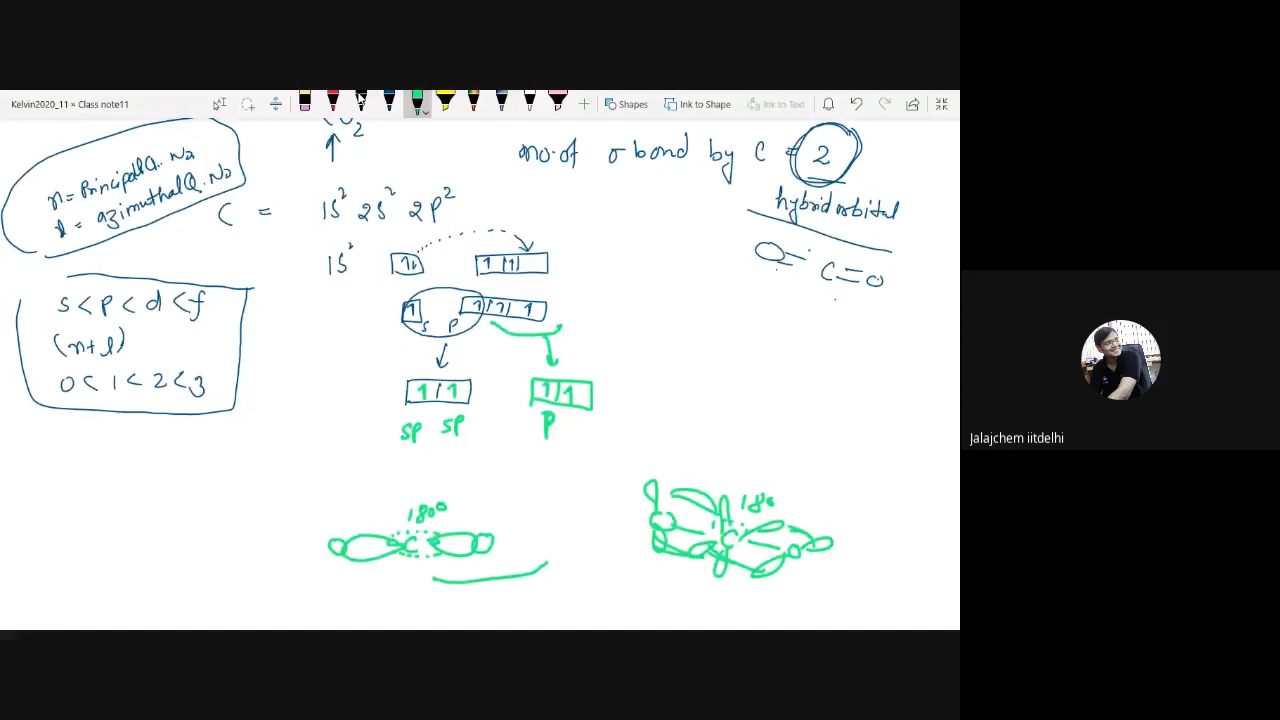 Kelvin2020_11 » Class note11
Shapes
Ink to Shape
Ink to Text
2
no. of σ bond by C = 2
n = Principal Q. No
l = azimuthal Q. No
C = 1S² 2S² 2P²
hybrid orbital
1S²
O = C = O
S < P < d < f
(n+l)
0 < 1 < 2 < 3
S P
SP SP P
180°
180
C
C
Jalajchem iitdelhi